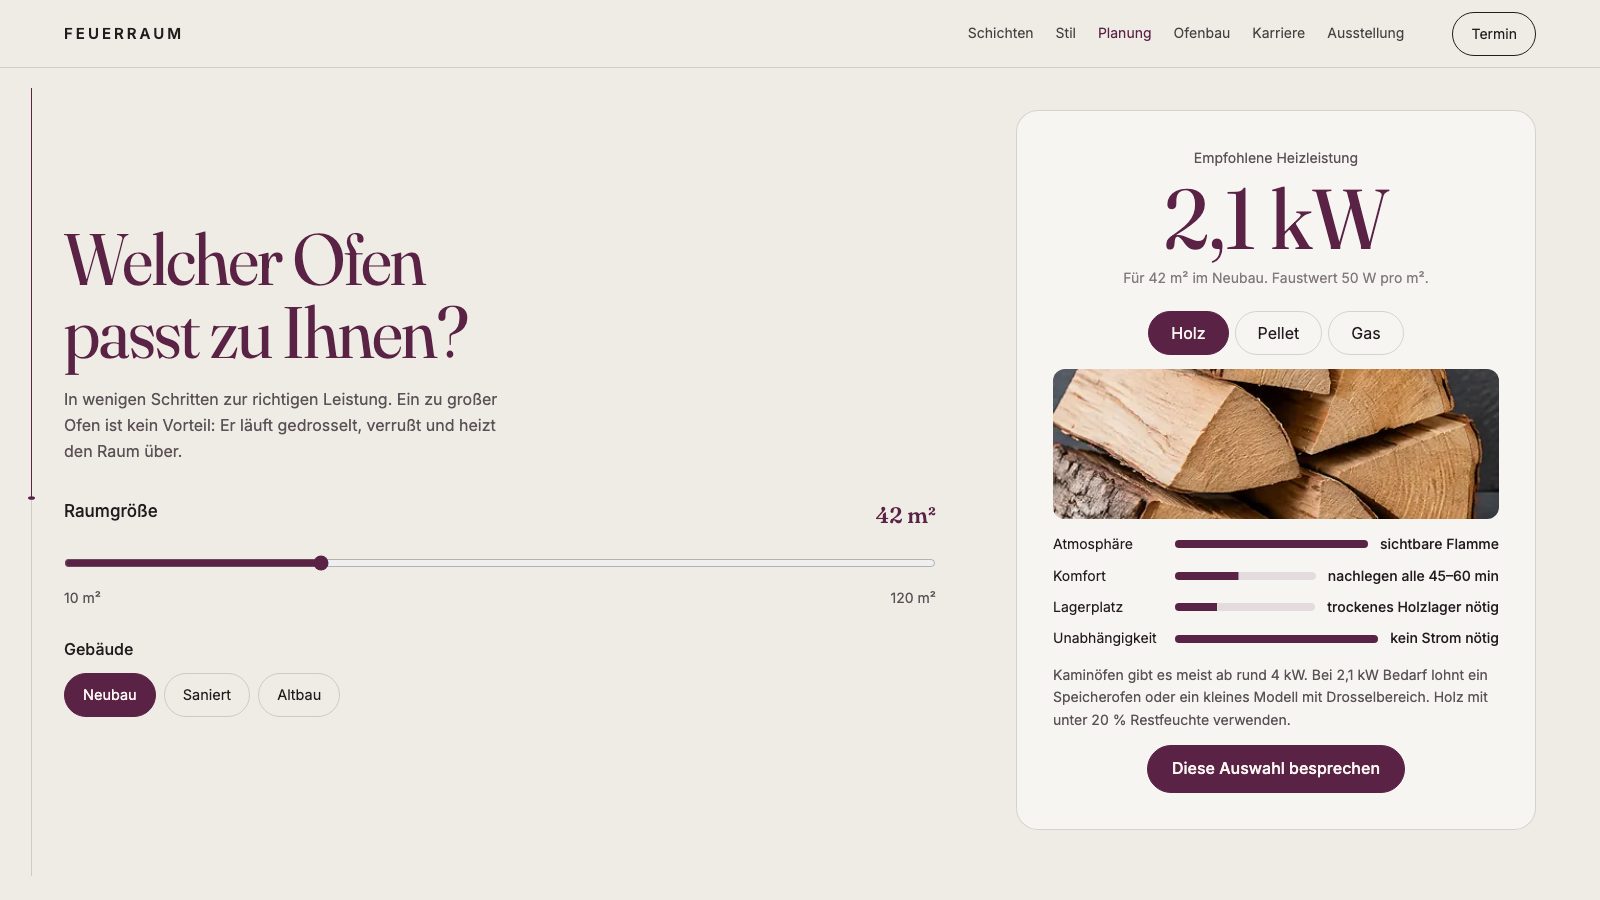 FEUERRAUM
Schichten Stil Planung Ofenbau Karriere Ausstellung Termin
Welcher Ofen
passt zu Ihnen?
In wenigen Schritten zur richtigen Leistung. Ein zu großer
Ofen ist kein Vorteil: Er läuft gedrosselt, verrußt und heizt
den Raum über.
Raumgröße 42 m²
10 m² 120 m²
Gebäude
Neubau Saniert Altbau
Empfohlene Heizleistung
2,1 kW
Für 42 m² im Neubau. Faustwert 50 W pro m².
Holz Pellet Gas
Atmosphäre sichtbare Flamme
Komfort nachlegen alle 45–60 min
Lagerplatz trockenes Holzlager nötig
Unabhängigkeit kein Strom nötig
Kaminöfen gibt es meist ab rund 4 kW. Bei 2,1 kW Bedarf lohnt ein
Speicherofen oder ein kleines Modell mit Drosselbereich. Holz mit
unter 20 % Restfeuchte verwenden.
Diese Auswahl besprechen